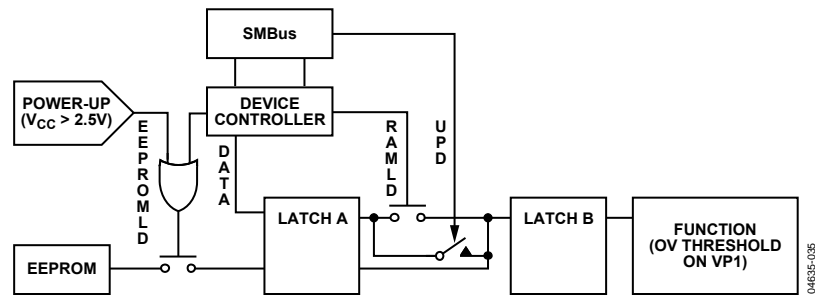 SMBus
POWER-UP
(VCC > 2.5V)
DEVICE
CONTROLLER
EEPROMLD
DATA
RAMLD
UPD
LATCH A
LATCH B
FUNCTION
(OV THRESHOLD
ON VP1)
EEPROM
04635-035